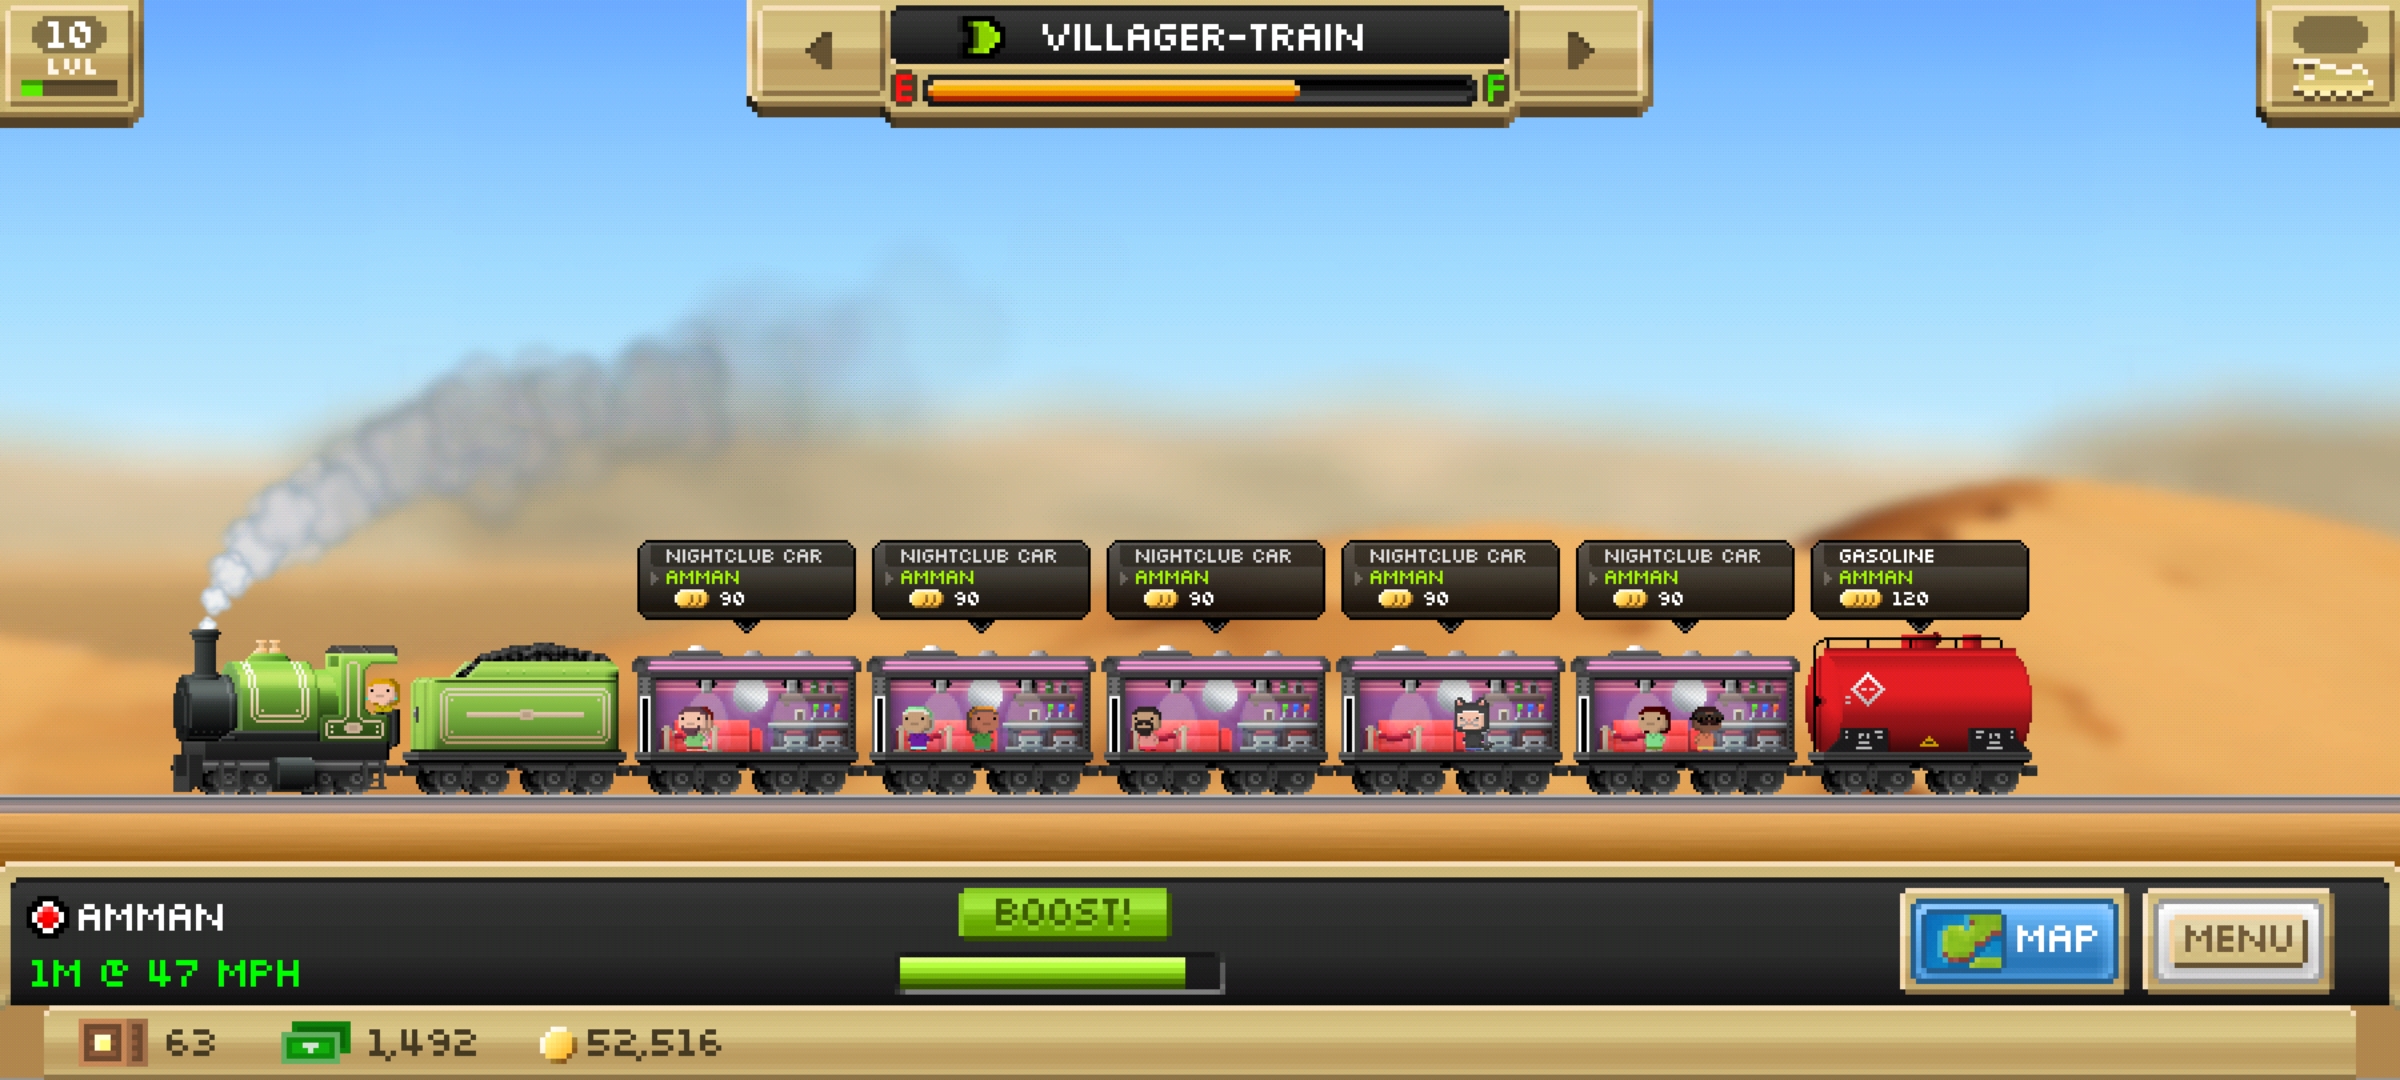 10
LVL
VILLAGER-TRAIN
E
F
NIGHTCLUB CAR
AMMAN
90
NIGHTCLUB CAR
AMMAN
90
NIGHTCLUB CAR
AMMAN
90
NIGHTCLUB CAR
AMMAN
90
NIGHTCLUB CAR
AMMAN
90
GASOLINE
AMMAN
120
AMMAN
1M @ 47 MPH
BOOST!
MAP
MENU
63
1,492
52,516